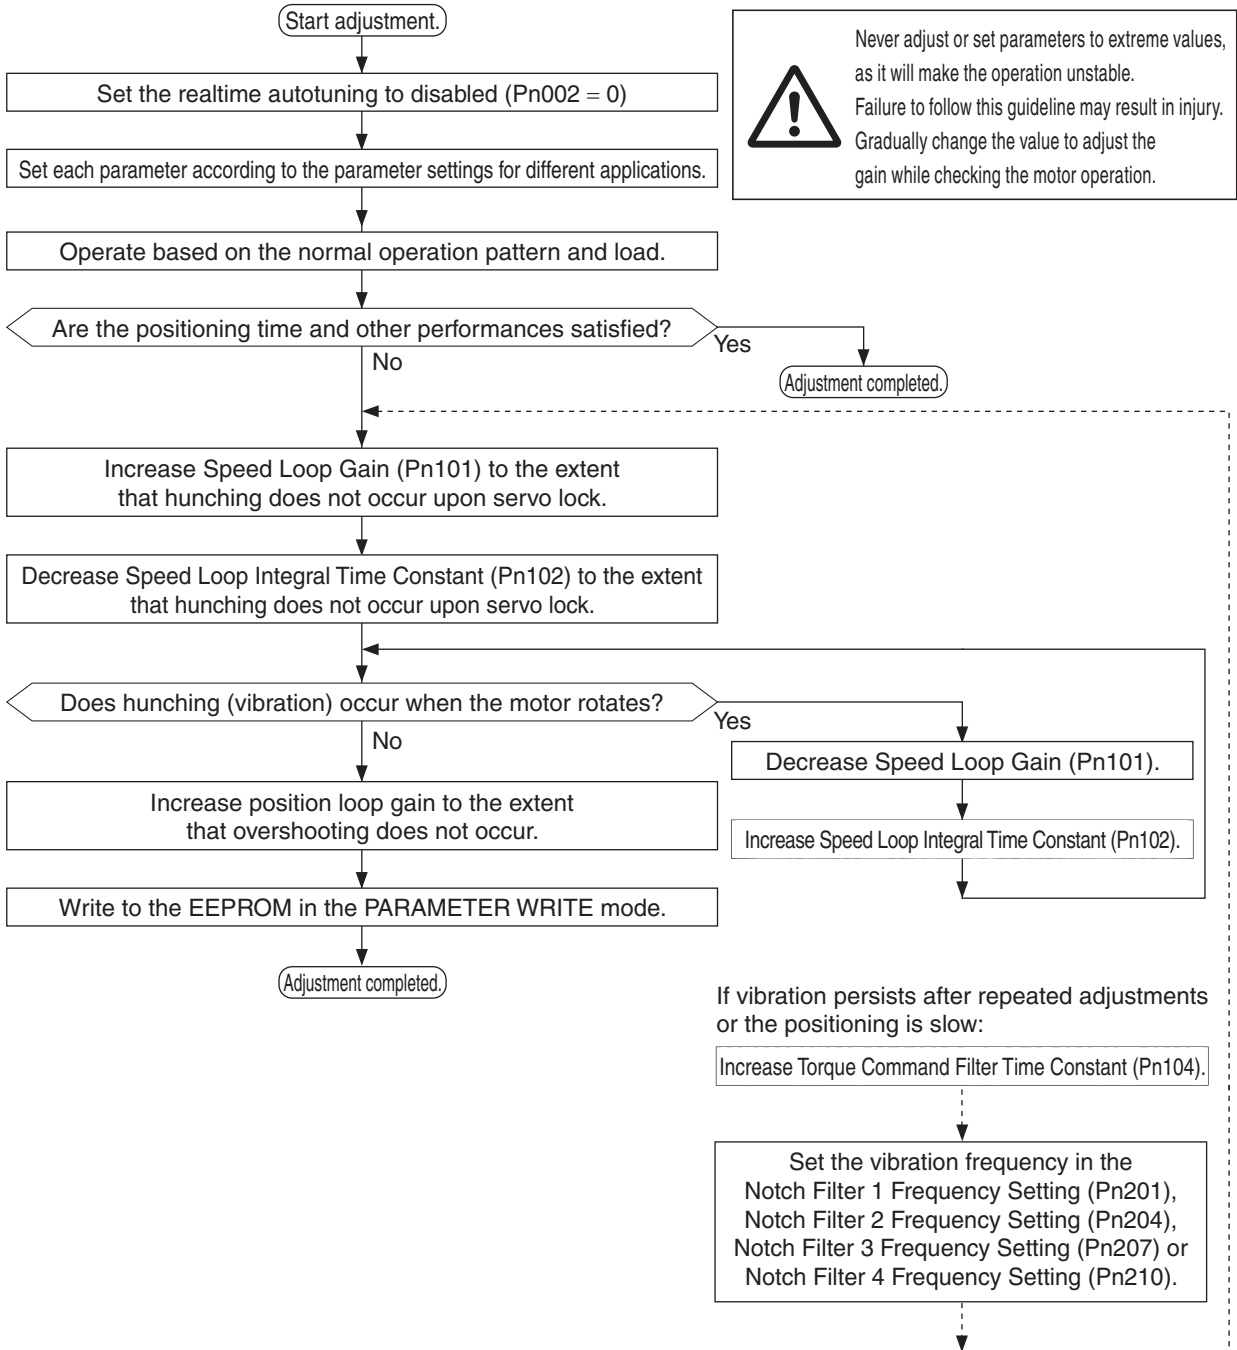 Start adjustment.
Never adjust or set parameters to extreme values,
as it will make the operation unstable.
Failure to follow this guideline may result in injury.
Gradually change the value to adjust the
gain while checking the motor operation.
Set the realtime autotuning to disabled (Pn002 = 0)
Set each parameter according to the parameter settings for different applications.
Operate based on the normal operation pattern and load.
Are the positioning time and other performances satisfied?
Yes
No
Adjustment completed.
Increase Speed Loop Gain (Pn101) to the extent
that hunching does not occur upon servo lock.
Decrease Speed Loop Integral Time Constant (Pn102) to the extent
that hunching does not occur upon servo lock.
Does hunching (vibration) occur when the motor rotates?
Yes
No
Decrease Speed Loop Gain (Pn101).
Increase Speed Loop Integral Time Constant (Pn102).
Increase position loop gain to the extent
that overshooting does not occur.
Write to the EEPROM in the PARAMETER WRITE mode.
Adjustment completed.
If vibration persists after repeated adjustments
or the positioning is slow:
Increase Torque Command Filter Time Constant (Pn104).
Set the vibration frequency in the
Notch Filter 1 Frequency Setting (Pn201),
Notch Filter 2 Frequency Setting (Pn204),
Notch Filter 3 Frequency Setting (Pn207) or
Notch Filter 4 Frequency Setting (Pn210).